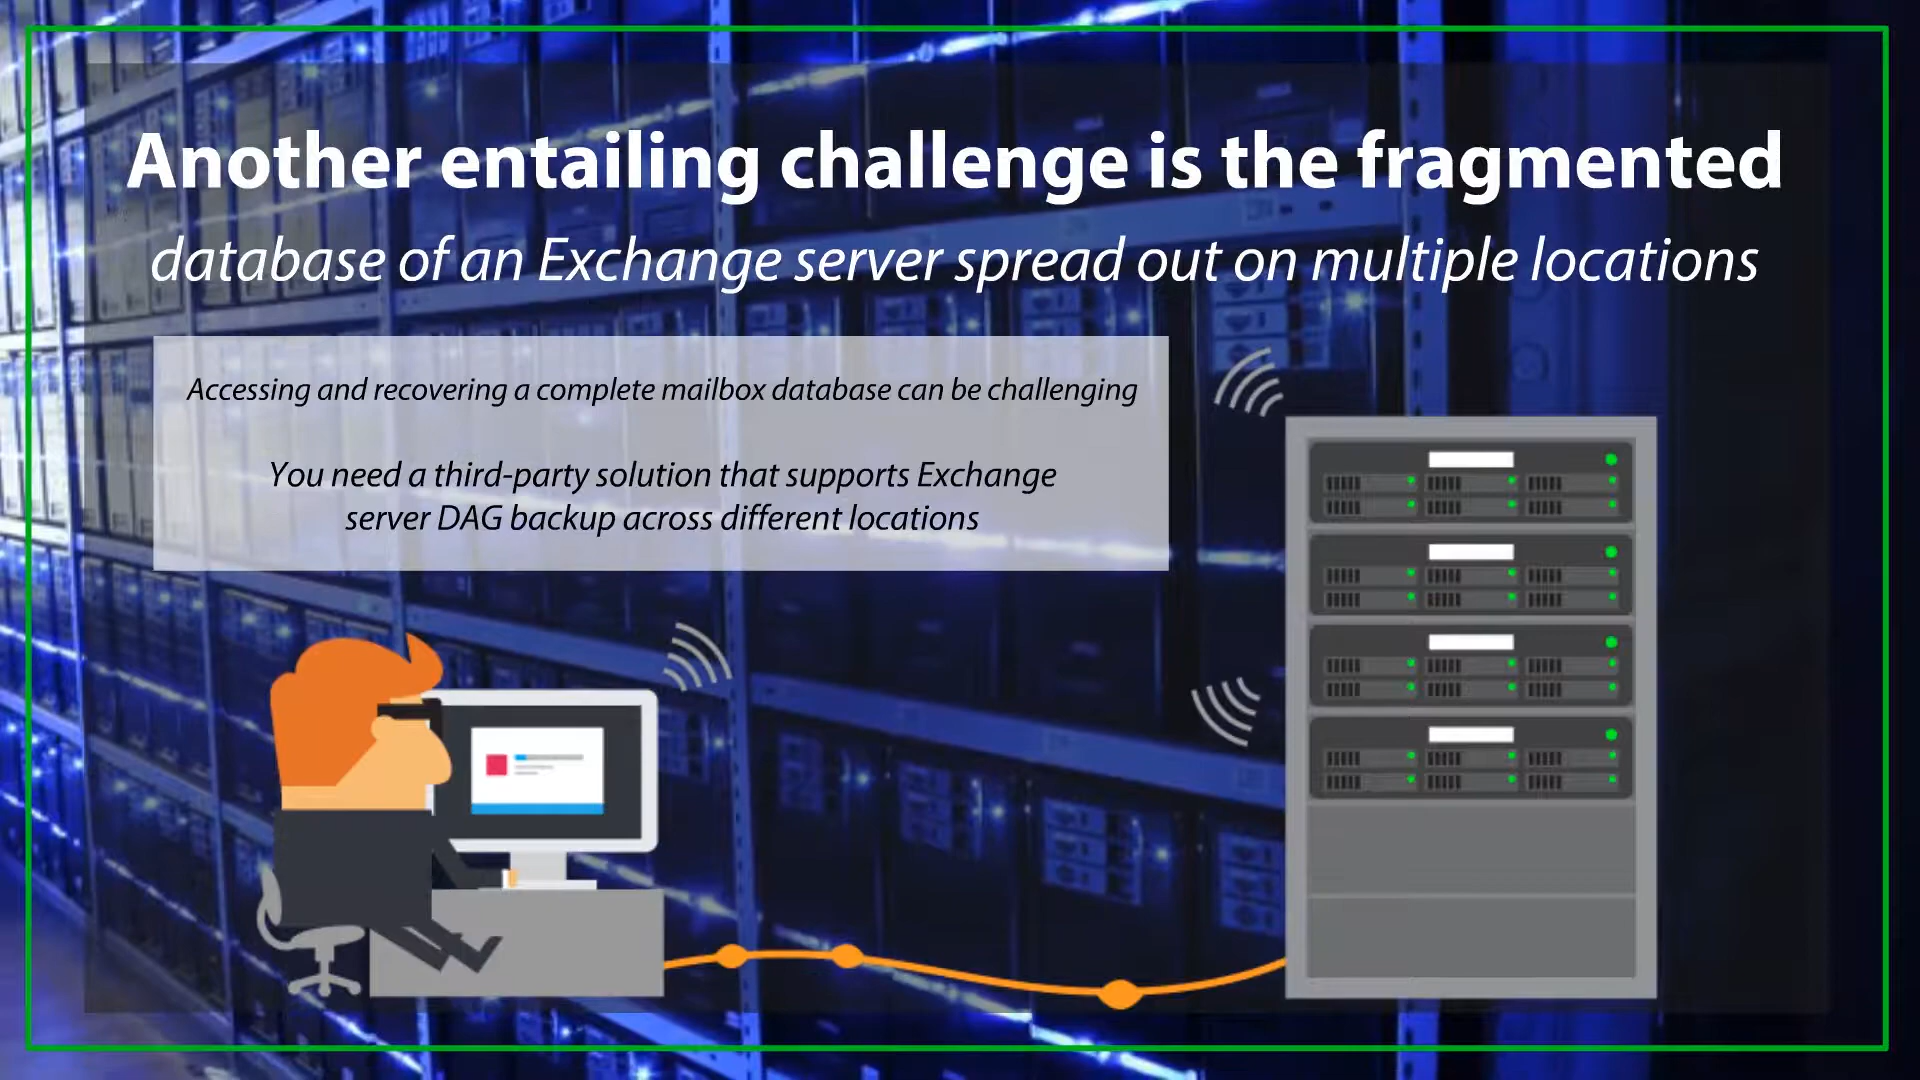 Another entailing challenge is the fragmented
database of an Exchange server spread out on multiple locations
Accessing and recovering a complete mailbox database can be challenging
You need a third-party solution that supports Exchange
server DAG backup across different locations